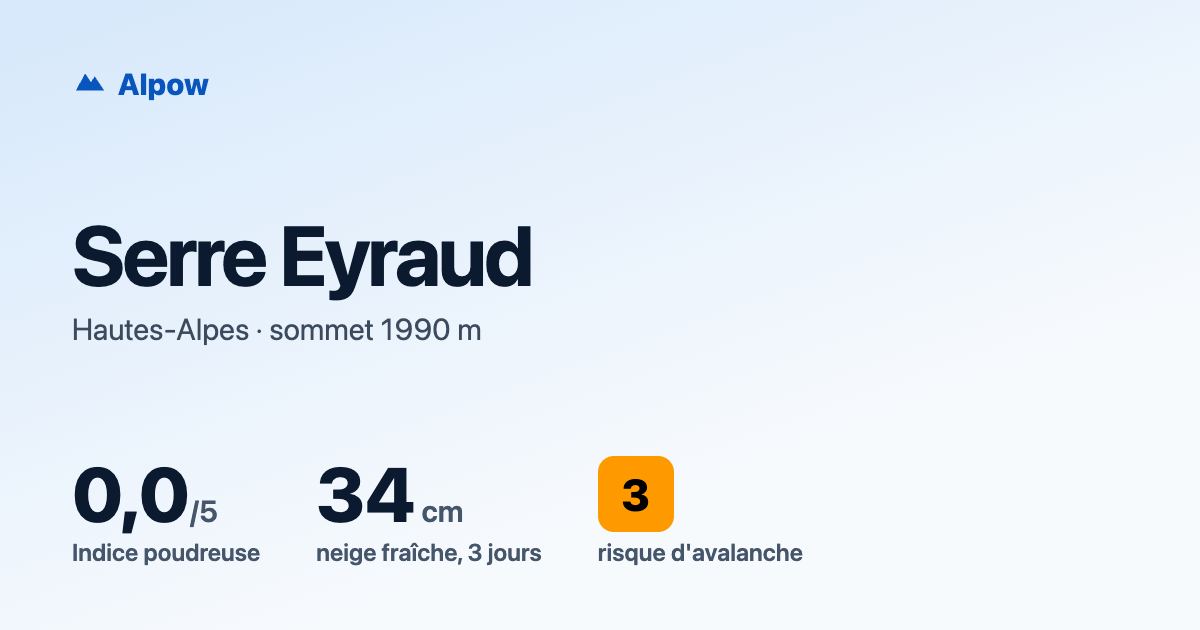 Alpow
Serre Eyraud
Hautes-Alpes · sommet 1990 m
0,0/5
Indice poudreuse
34 cm
neige fraîche, 3 jours
3
risque d'avalanche